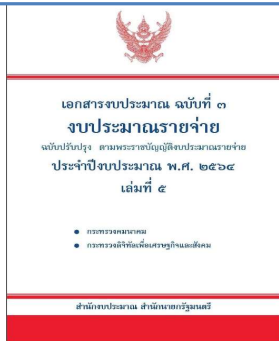 เอกสารงบประมาณ ฉบับที่ ๓
งบประมาณรายจ่าย
ฉบับปรับปรุง ตามพระราชบัญญัติงบประมาณรายจ่าย
ประจำปีงบประมาณ พ.ศ. ๒๕๖๔
เล่มที่ ๕
กระทรวงคมนาคม
กระทรวงดิจิทัลเพื่อเศรษฐกิจและสังคม
สำนักงบประมาณ สำนักนายกรัฐมนตรี